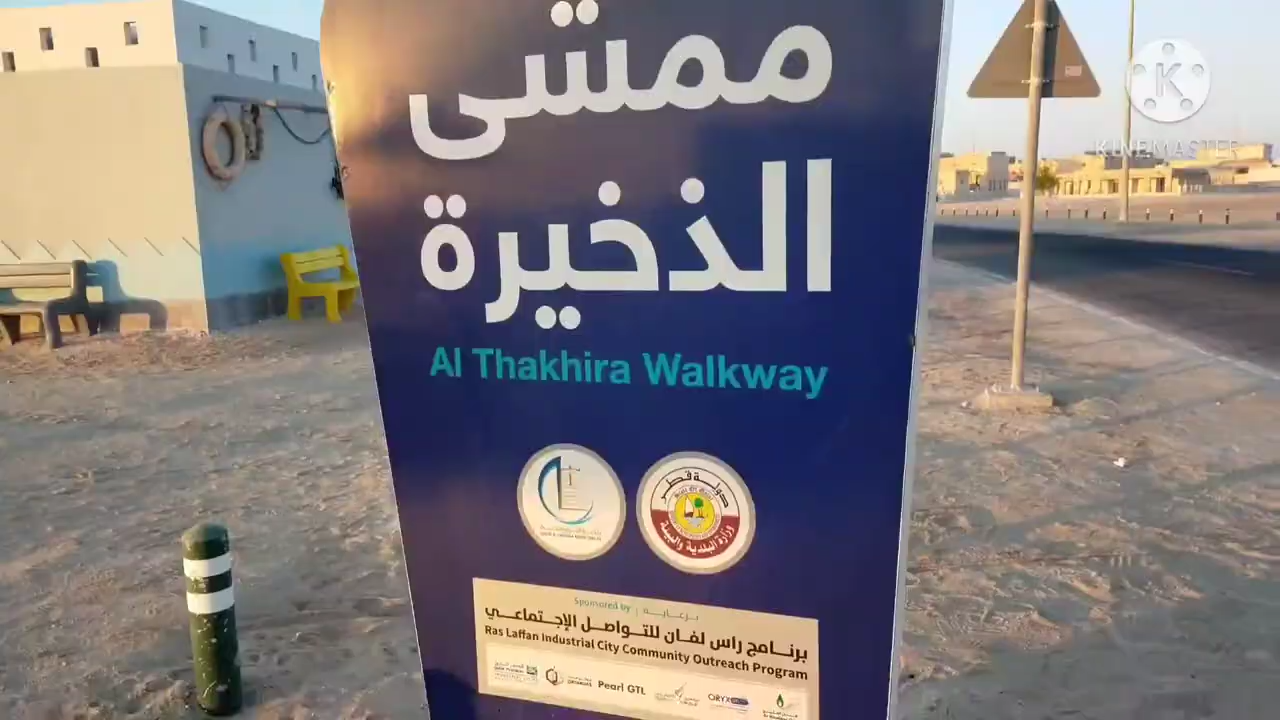 ممشى
الذخيرة
Al Thakhira Walkway
دولة قطر
وزارة البلدية والبيئة
Sponsored by | برعاية
برنامج راس لفان للتواصل الإجتماعي
Ras Laffan Industrial City Community Outreach Program
Pearl GTL
ORYX
K
KINEMASTER